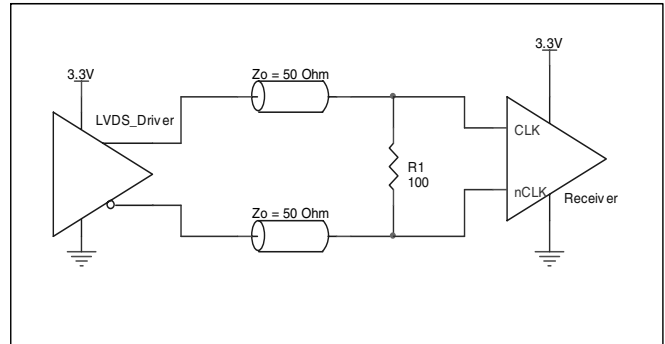 3.3V
LVDS_Driver
Zo = 50 Ohm
Zo = 50 Ohm
R1
100
3.3V
CLK
nCLK
Receiver